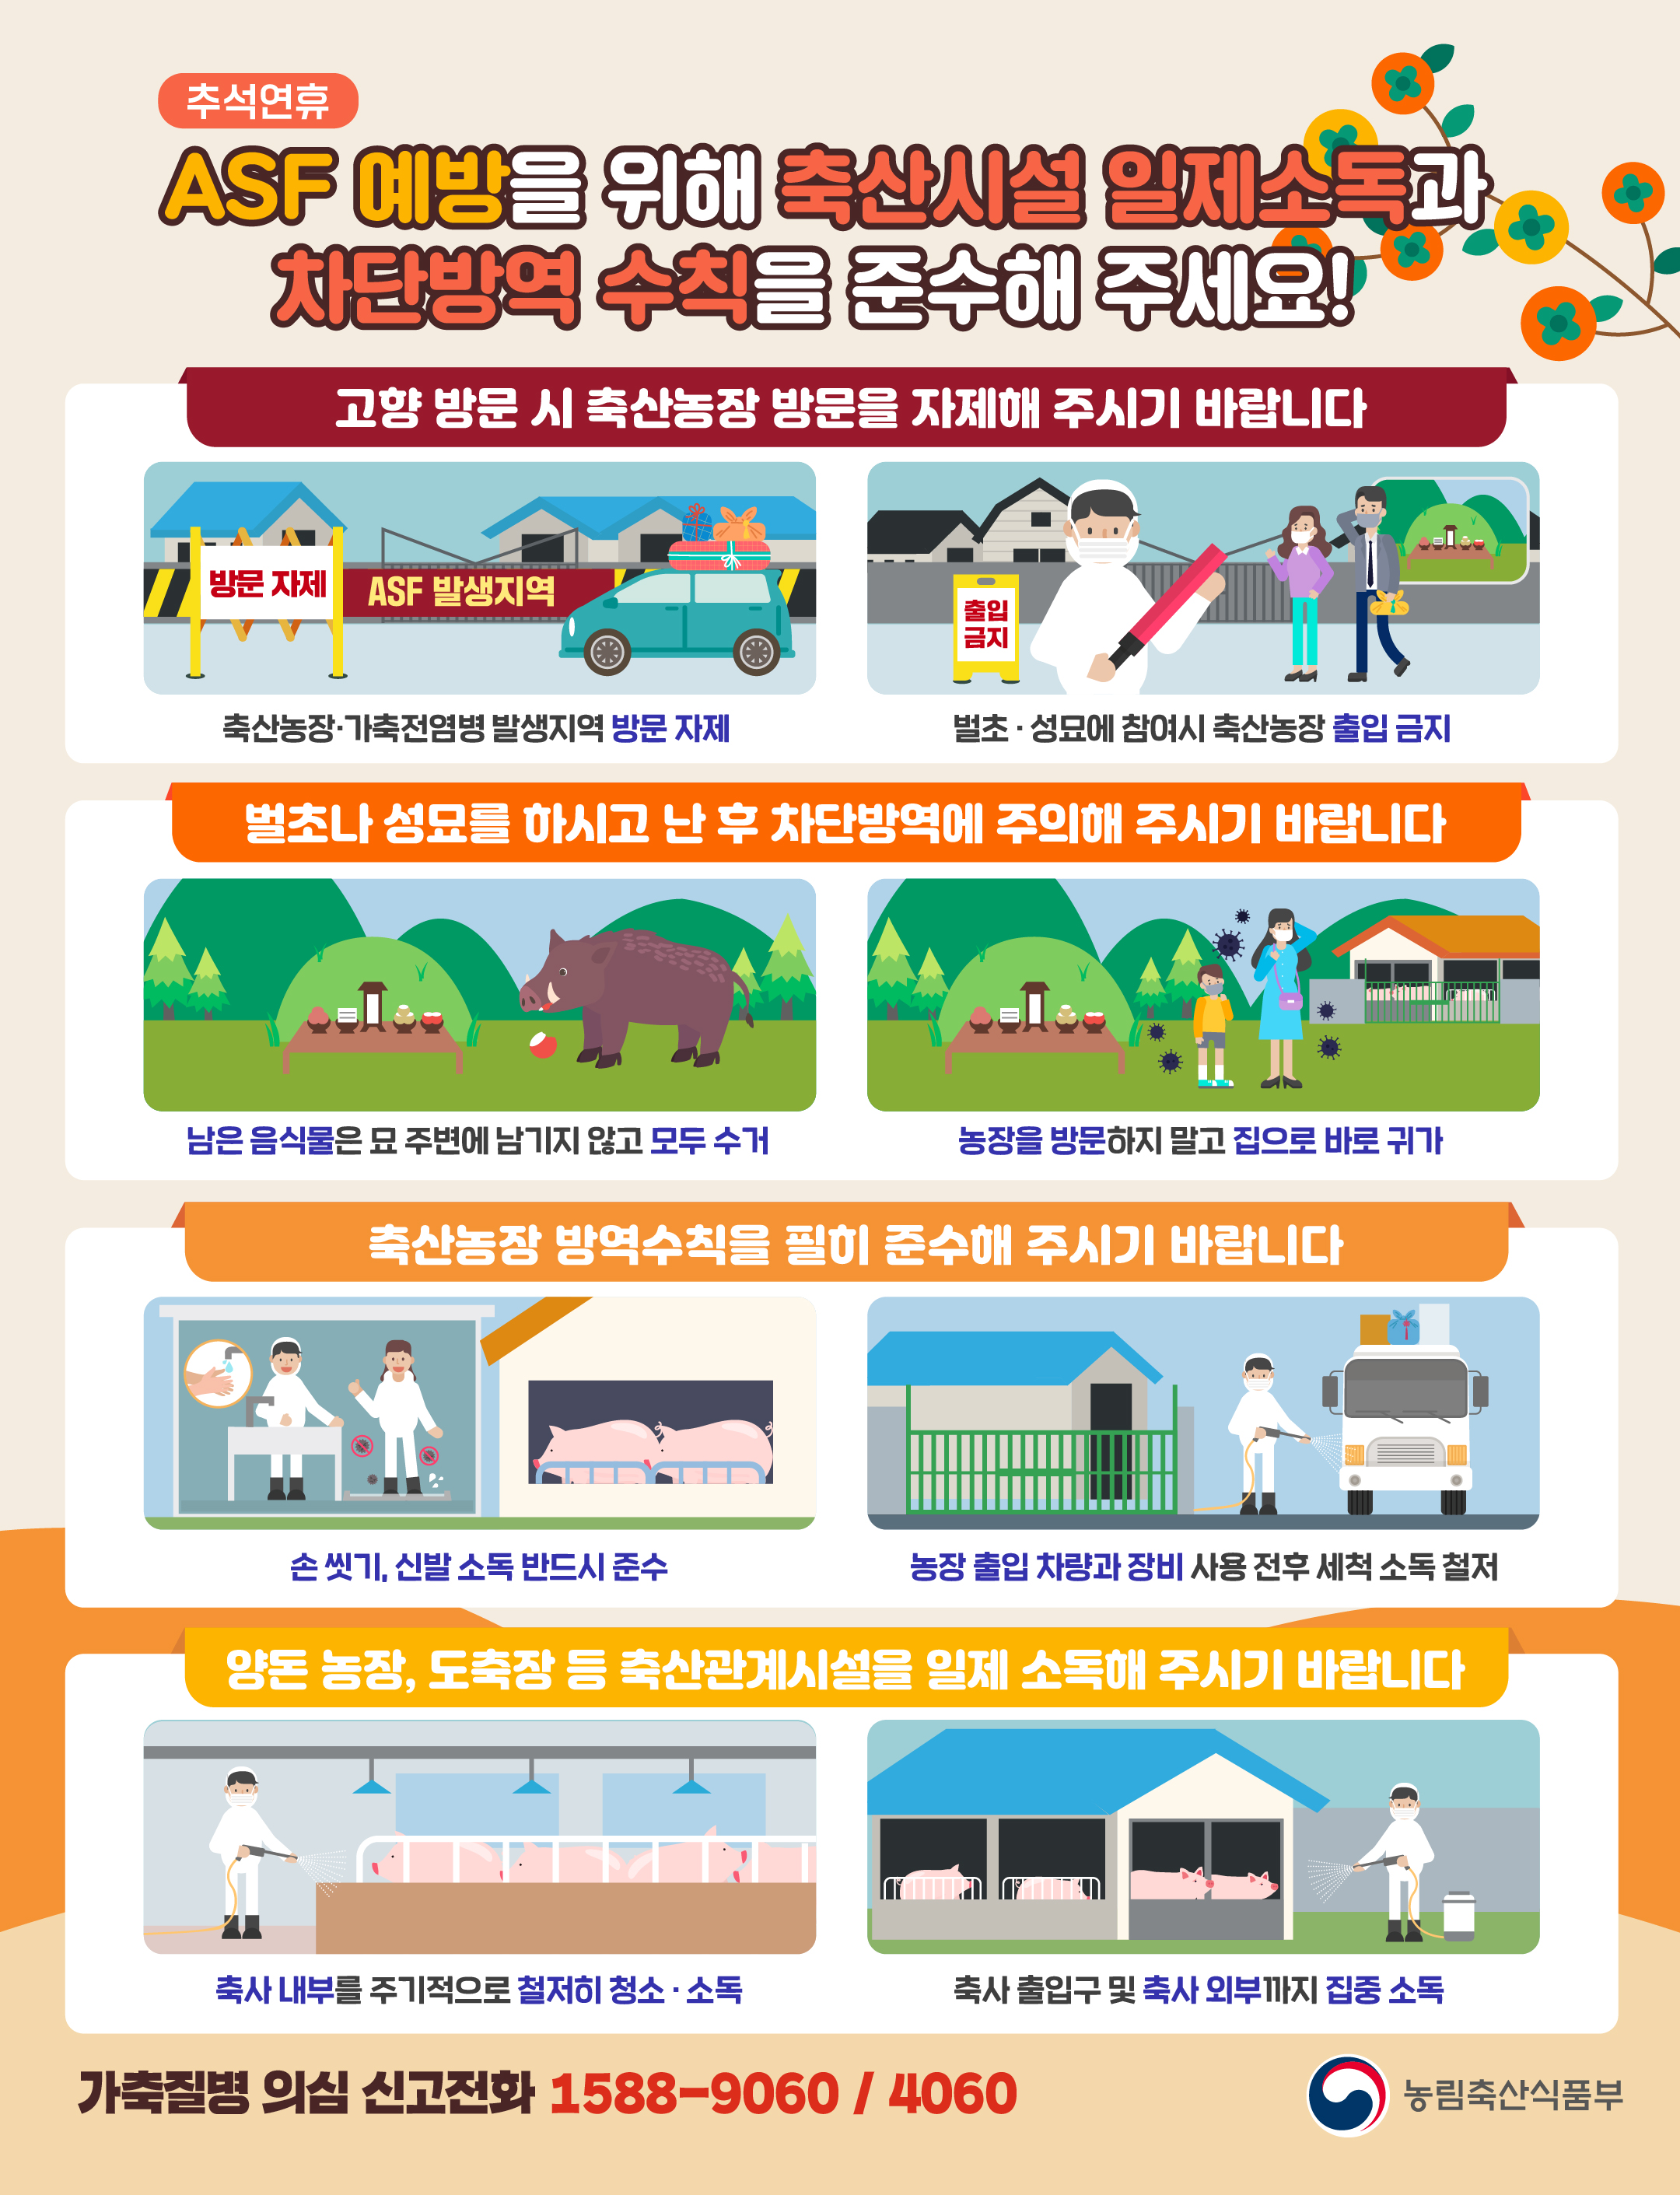 추석연휴
ASF 예방을 위해 축산시설 일제소독과
차단방역 수칙을 준수해 주세요!
고향 방문 시 축산농장 방문을 자제해 주시기 바랍니다
방문 자제
ASF 발생지역
출입
금지
축산농장·가축전염병 발생지역 방문 자제
벌초 · 성묘에 참여시 축산농장 출입 금지
벌초나 성묘를 하시고 난 후 차단방역에 주의해 주시기 바랍니다
남은 음식물은 묘 주변에 남기지 않고 모두 수거
농장을 방문하지 말고 집으로 바로 귀가
축산농장 방역수칙을 필히 준수해 주시기 바랍니다
손 씻기, 신발 소독 반드시 준수
농장 출입 차량과 장비 사용 전후 세척 소독 철저
양돈 농장, 도축장 등 축산관계시설을 일제 소독해 주시기 바랍니다
축사 내부를 주기적으로 철저히 청소 · 소독
축사 출입구 및 축사 외부까지 집중 소독
가축질병 의심 신고전화 1588-9060 / 4060
농림축산식품부